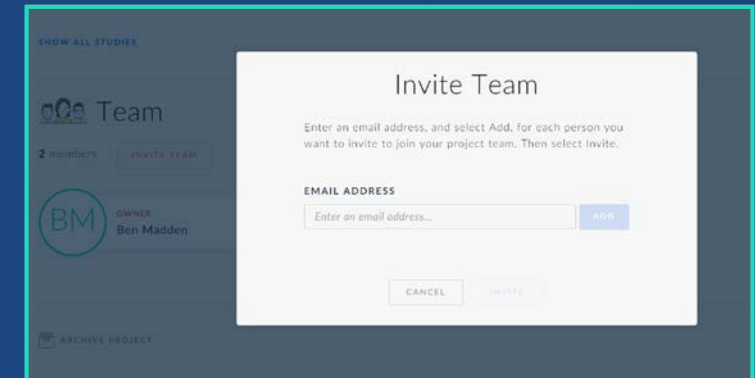 SHOW ALL STUDIES
Team
2 members
INVITE TEAM
BM
OWNER
Ben Madden
ARCHIVE PROJECT
Invite Team
Enter an email address, and select Add, for each person you
want to invite to join your project team. Then select Invite.
EMAIL ADDRESS
Enter an email address...
ADD
CANCEL
INVITE